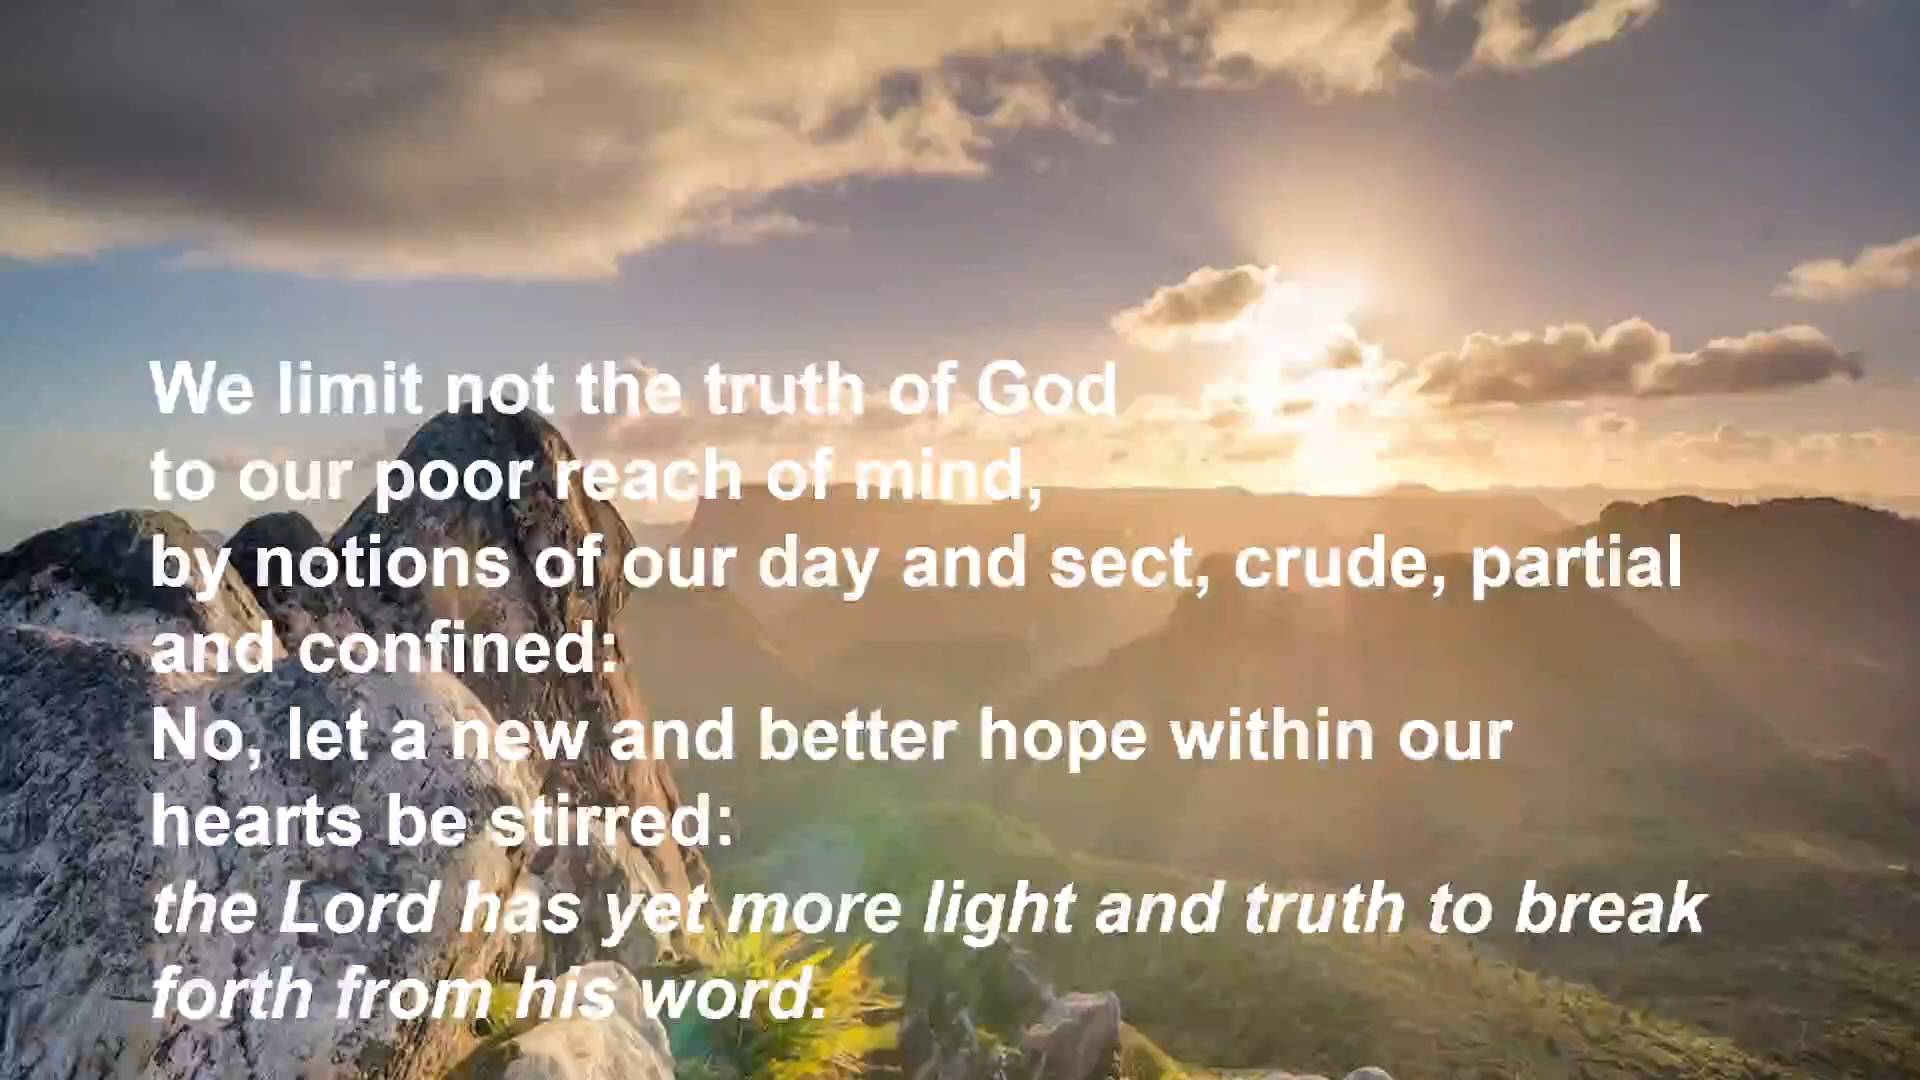 We limit not the truth of God
to our poor reach of mind,
by notions of our day and sect, crude, partial
and confined:
No, let a new and better hope within our
hearts be stirred:
the Lord has yet more light and truth to break
forth from his word.